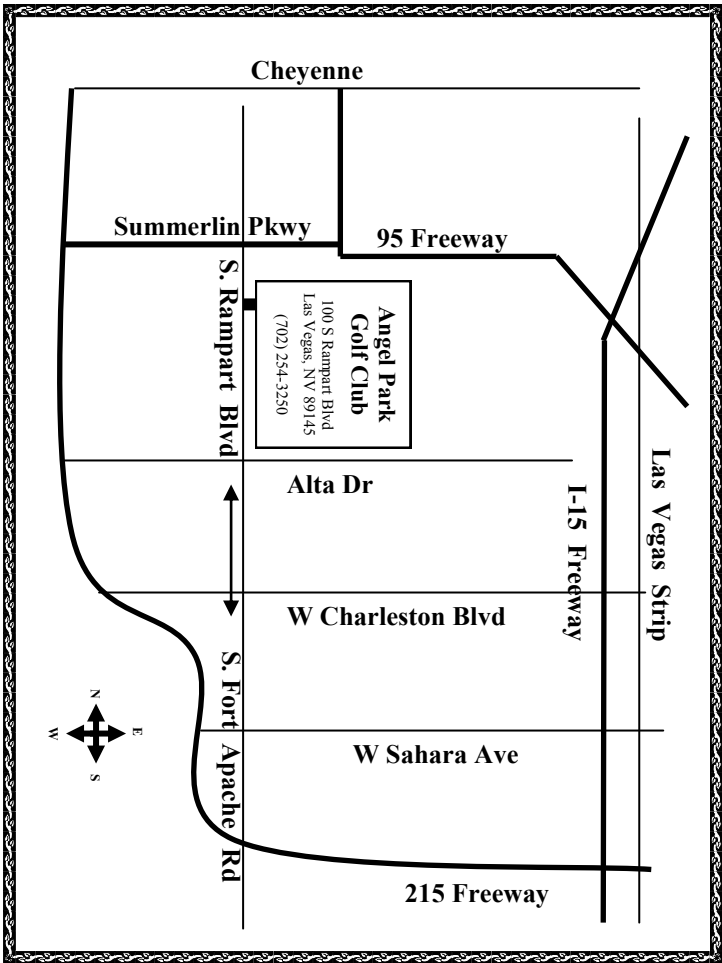 Cheyenne
Summerlin Pkwy
95 Freeway
S. Rampart Blvd
Angel Park
Golf Club
100 S Rampart Blvd
Las Vegas, NV 89145
(702) 254-3250
Las Vegas Strip
Alta Dr
I-15 Freeway
W Charleston Blvd
S. Fort Apache Rd
N
E
W
S
W Sahara Ave
215 Freeway